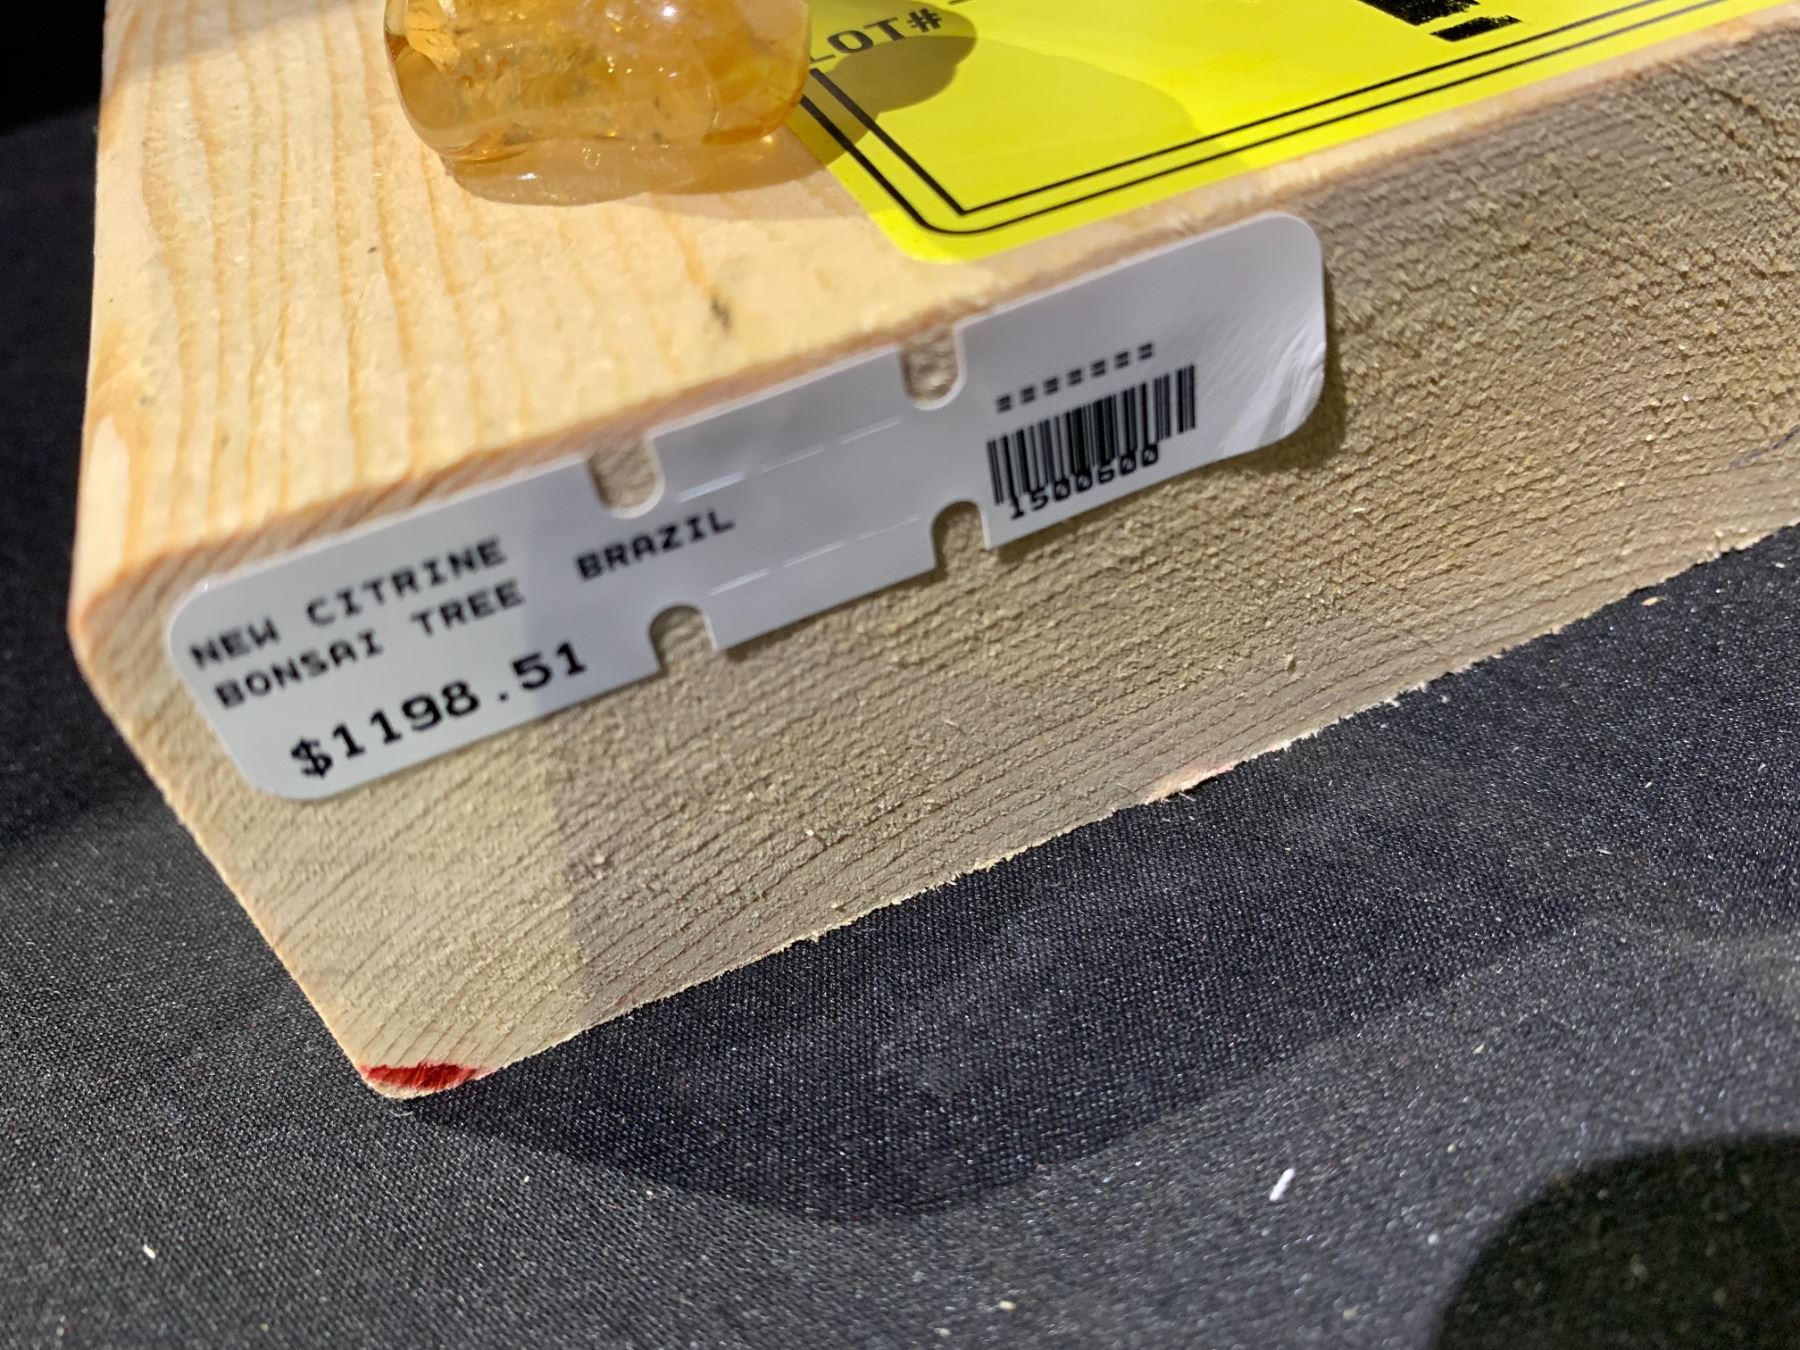 LOT#
NEW CITRINE
BONSAI TREE
$1198.51
BRAZIL
=======
1500600